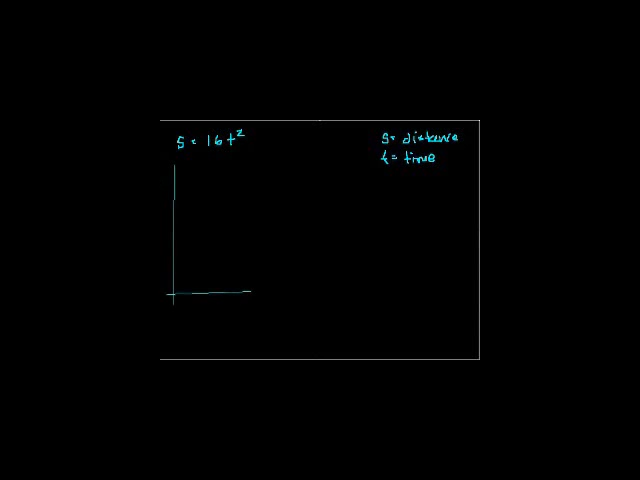 s = 16t²
s = distance
t = time